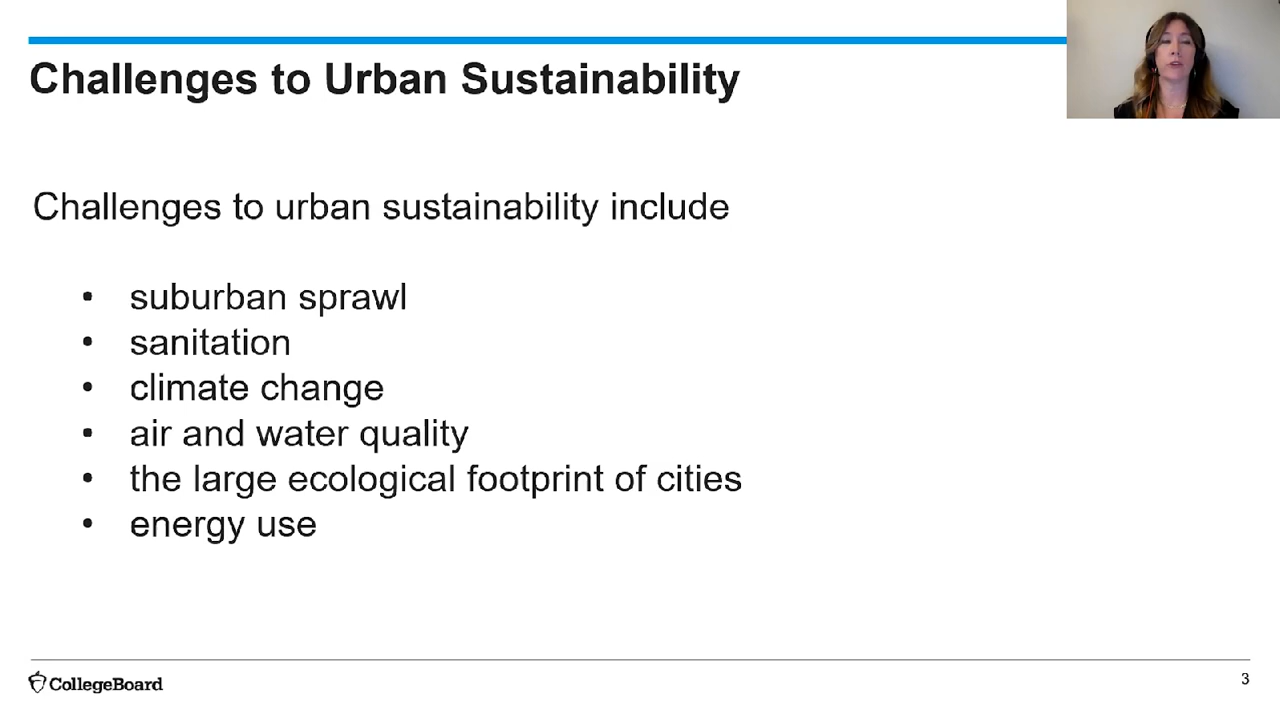 Challenges to Urban Sustainability
Challenges to urban sustainability include
• suburban sprawl
• sanitation
• climate change
• air and water quality
• the large ecological footprint of cities
• energy use
CollegeBoard
3